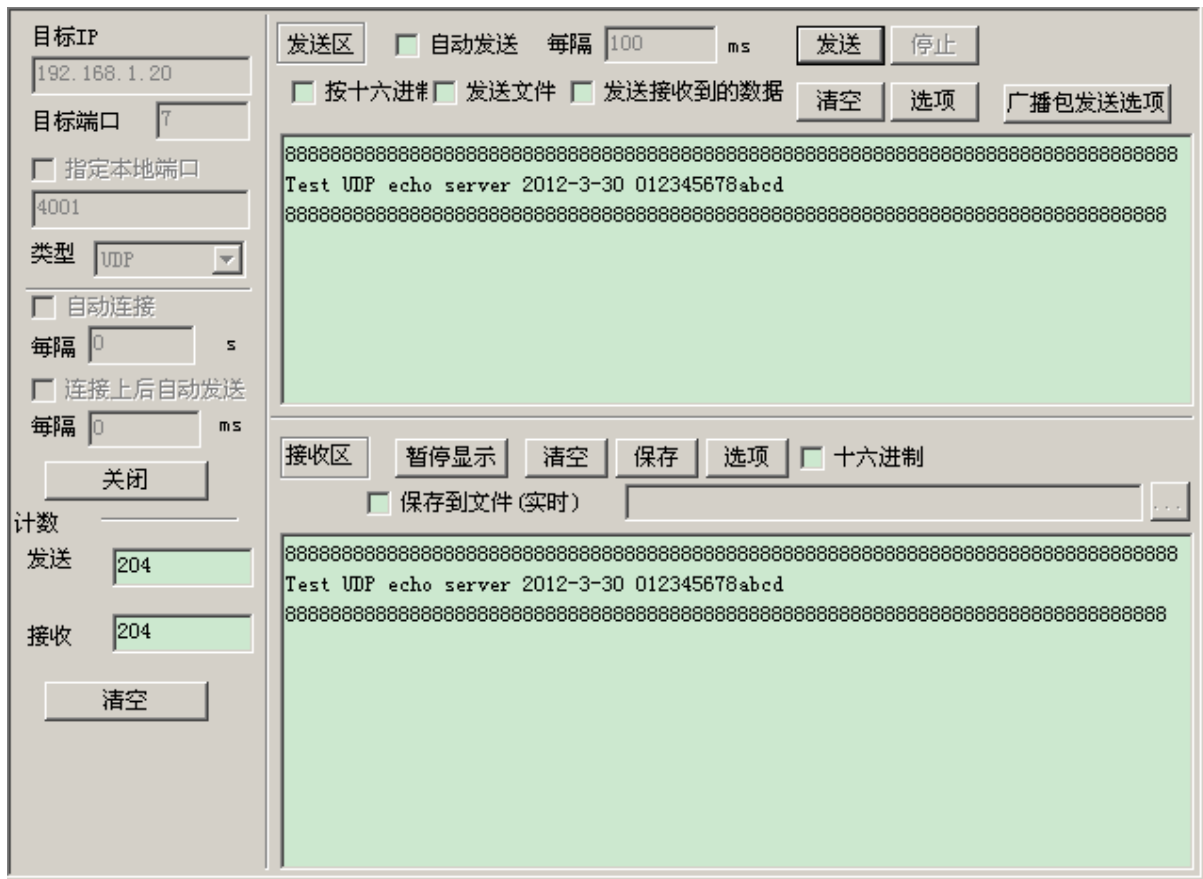 目标IP
192.168.1.20
目标端口 7
指定本地端口
4001
类型 UDP
自动连接
每隔 0 s
连接上后自动发送
每隔 0 ms
关闭
计数
发送 204
接收 204
清空
发送区 自动发送 每隔 100 ms 发送 停止
按十六进制 发送文件 发送接收到的数据 清空 选项 广播包发送选项
8888888888888888888888888888888888888888888888888888888888888888888888888888888
Test UDP echo server 2012-3-30 012345678abcd
888888888888888888888888888888888888888888888888888888888888888888888888888888
接收区 暂停显示 清空 保存 选项 十六进制
保存到文件(实时) ...
8888888888888888888888888888888888888888888888888888888888888888888888888888888
Test UDP echo server 2012-3-30 012345678abcd
888888888888888888888888888888888888888888888888888888888888888888888888888888